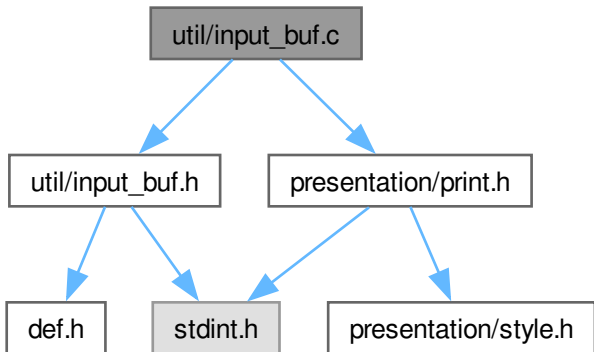 util/input_buf.c
util/input_buf.h
presentation/print.h
def.h
stdint.h
presentation/style.h